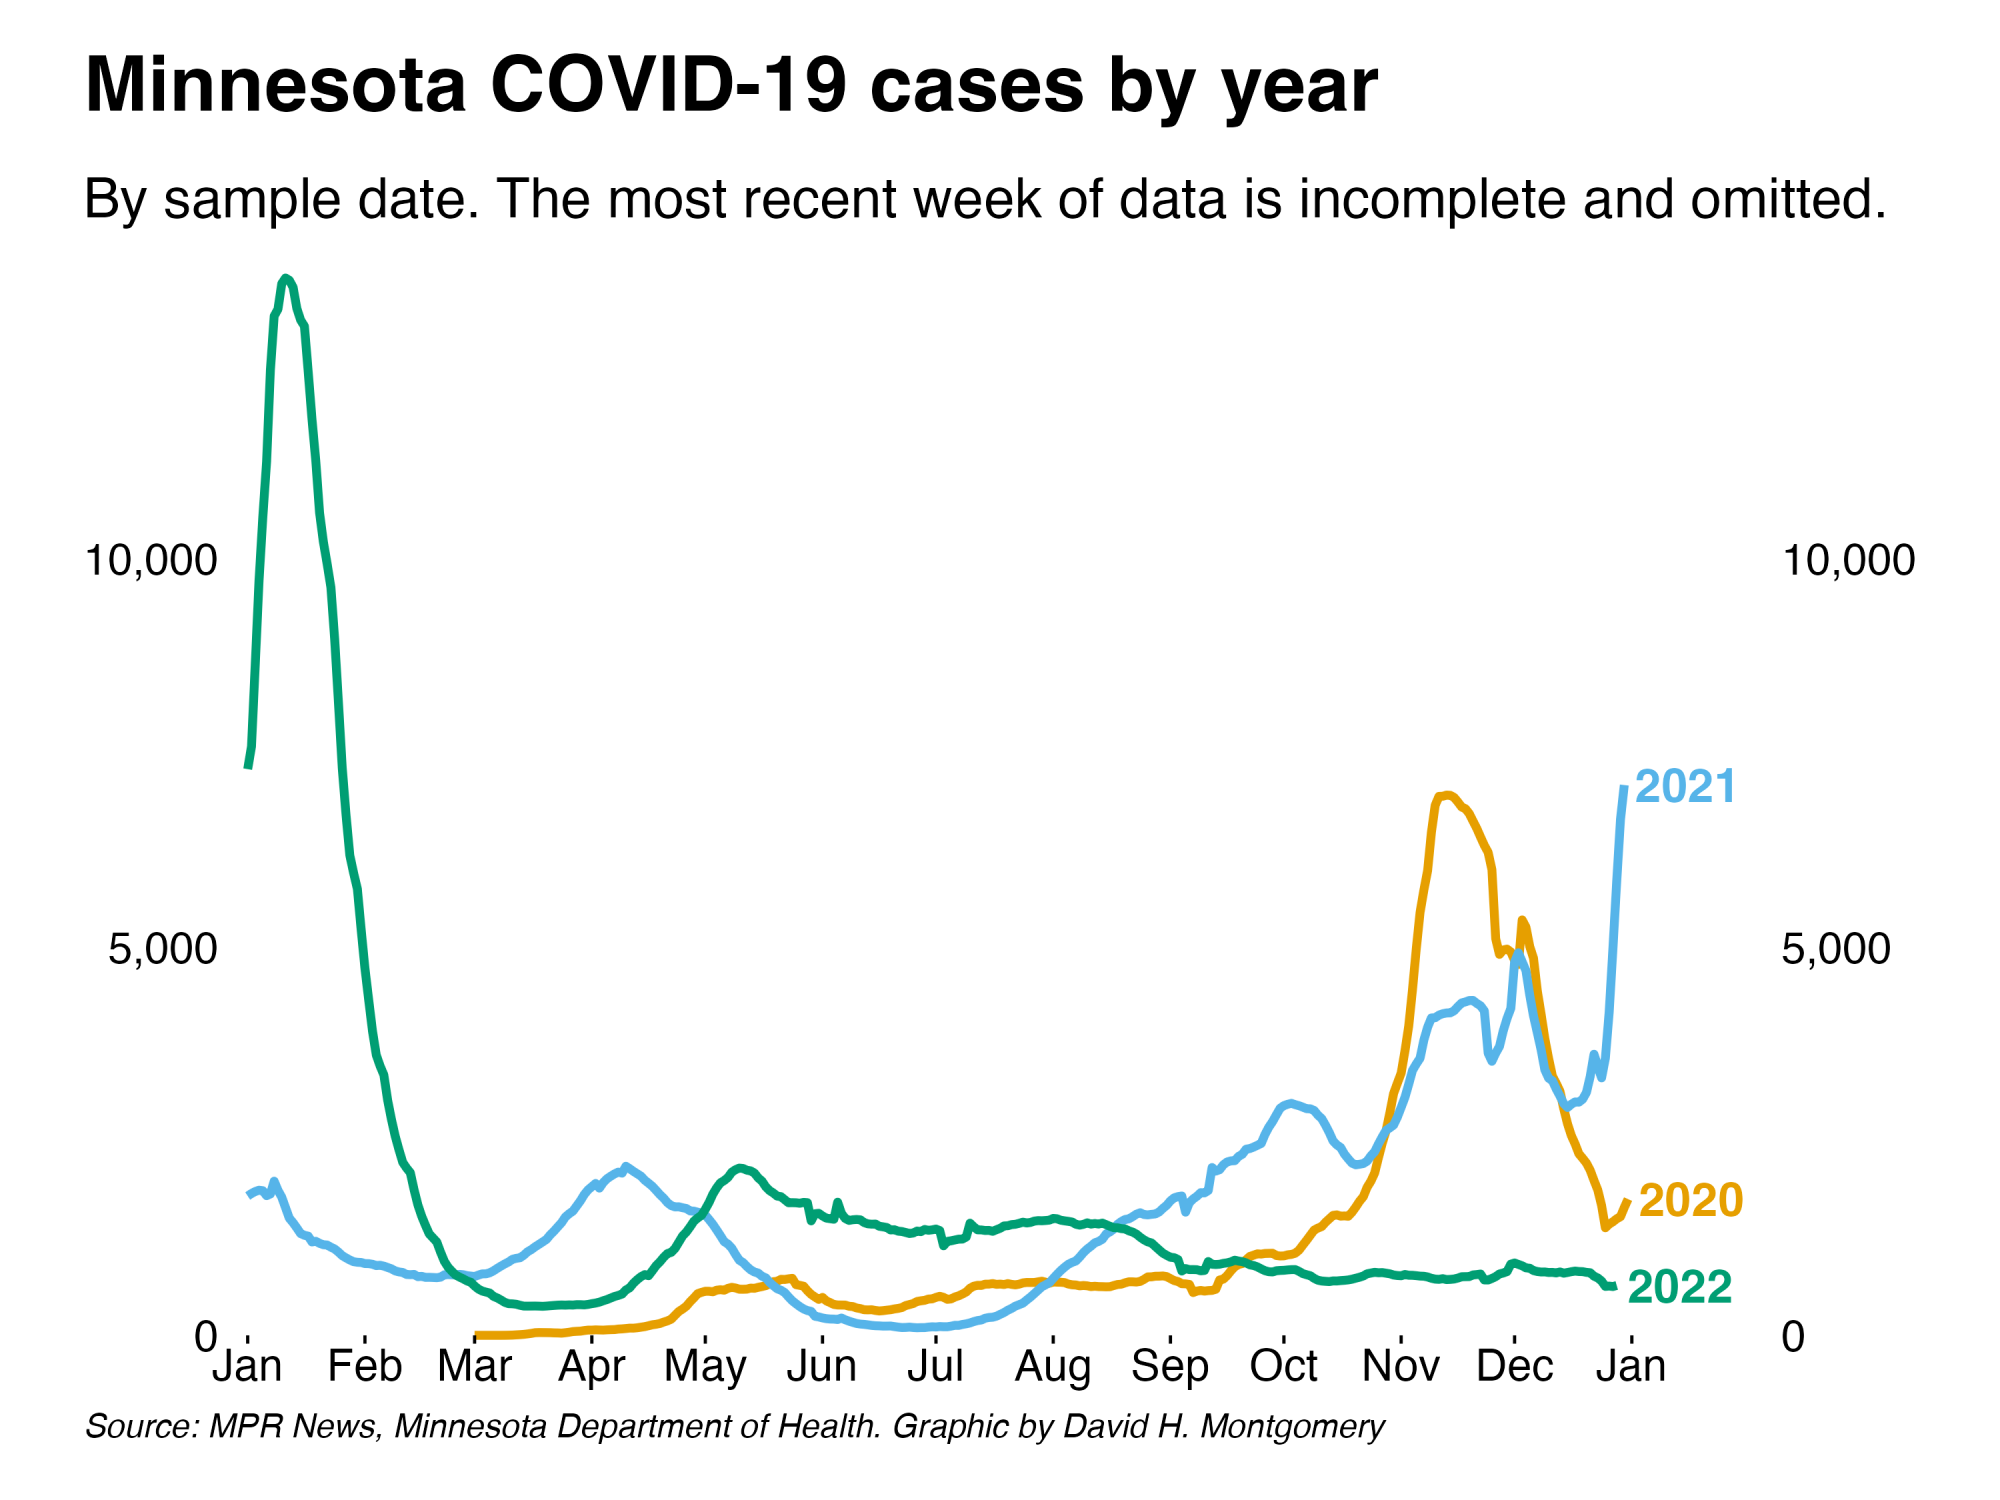 Minnesota COVID-19 cases by year
By sample date. The most recent week of data is incomplete and omitted.
10,000 10,000
2021
5,000 5,000
2020
2022
0 0
Jan Feb Mar Apr May Jun Jul Aug Sep Oct Nov Dec Jan
Source: MPR News, Minnesota Department of Health. Graphic by David H. Montgomery